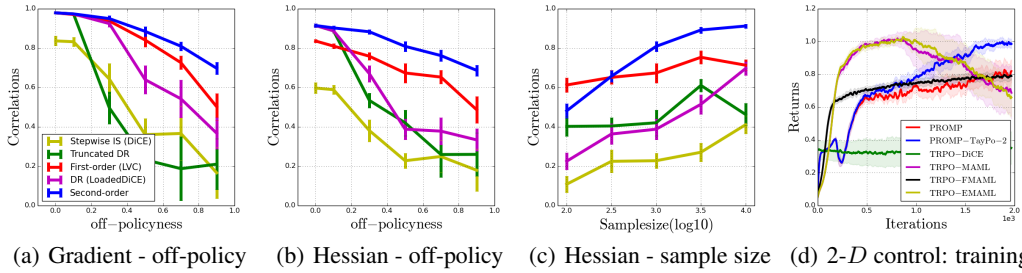 1.0
0.8
0.6
0.4
0.2
0.0
Correlations
Stepwise IS (DiCE)
Truncated DR
First-order (LVC)
DR (LoadedDiCE)
Second-order
0.0 0.2 0.4 0.6 0.8 1.0
off-policyness
(a) Gradient - off-policy
1.0
0.8
0.6
0.4
0.2
0.0
Correlations
0.0 0.2 0.4 0.6 0.8 1.0
off-policyness
(b) Hessian - off-policy
1.0
0.8
0.6
0.4
0.2
0.0
Correlations
2.0 2.5 3.0 3.5 4.0
Samplesize(log10)
(c) Hessian - sample size
1.2
1.0
0.8
0.6
0.4
0.2
0.0
Returns
PROMP
PROMP-TayPo-2
TRPO-DiCE
TRPO-MAML
TRPO-FMAML
TRPO-EMAML
0.0 0.5 1.0 1.5 2.0
1e3
Iterations
(d) 2-D control: training